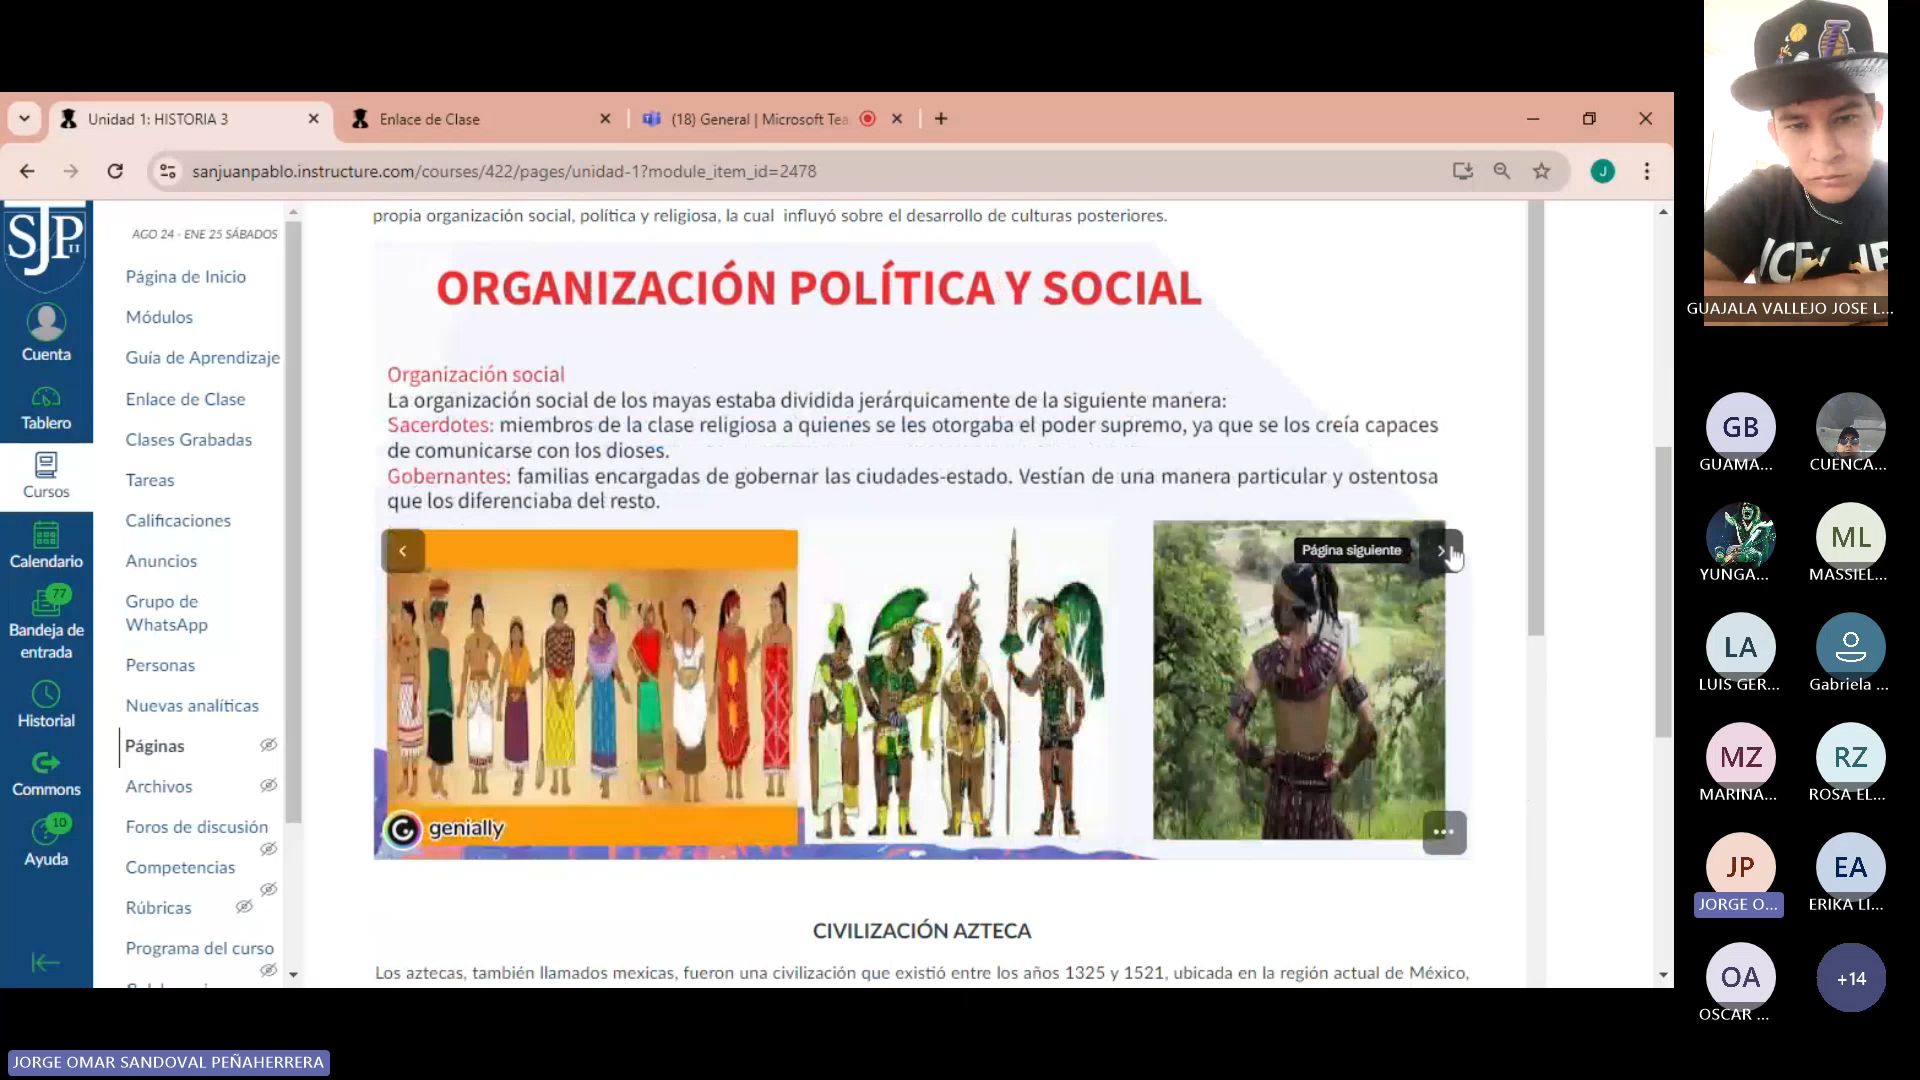 Unidad 1: HISTORIA 3
Enlace de Clase
(18) General | Microsoft Tea
sanjuanpablo.instructure.com/courses/422/pages/unidad-1?module_item_id=2478
J
SJP
II
Cuenta
Tablero
Cursos
Calendario
77
Bandeja de
entrada
Historial
Commons
10
Ayuda
AGO 24 - ENE 25 SÁBADOS
Página de Inicio
Módulos
Guía de Aprendizaje
Enlace de Clase
Clases Grabadas
Tareas
Calificaciones
Anuncios
Grupo de
WhatsApp
Personas
Nuevas analíticas
Páginas
Archivos
Foros de discusión
Competencias
Rúbricas
Programa del curso
propia organización social, política y religiosa, la cual influyó sobre el desarrollo de culturas posteriores.
ORGANIZACIÓN POLÍTICA Y SOCIAL
Organización social
La organización social de los mayas estaba dividida jerárquicamente de la siguiente manera:
Sacerdotes: miembros de la clase religiosa a quienes se les otorgaba el poder supremo, ya que se los creía capaces
de comunicarse con los dioses.
Gobernantes: familias encargadas de gobernar las ciudades-estado. Vestían de una manera particular y ostentosa
que los diferenciaba del resto.
Página siguiente
genially
CIVILIZACIÓN AZTECA
Los aztecas, también llamados mexicas, fueron una civilización que existió entre los años 1325 y 1521, ubicada en la región actual de México,
GUAJALA VALLEJO JOSE L...
GB
GUAMA...
CUENCA...
YUNGA...
ML
MASSIEL...
LA
LUIS GER...
Gabriela ...
MZ
MARINA...
RZ
ROSA EL...
JP
JORGE O...
EA
ERIKA LI...
OA
OSCAR ...
+14
JORGE OMAR SANDOVAL PEÑAHERRERA